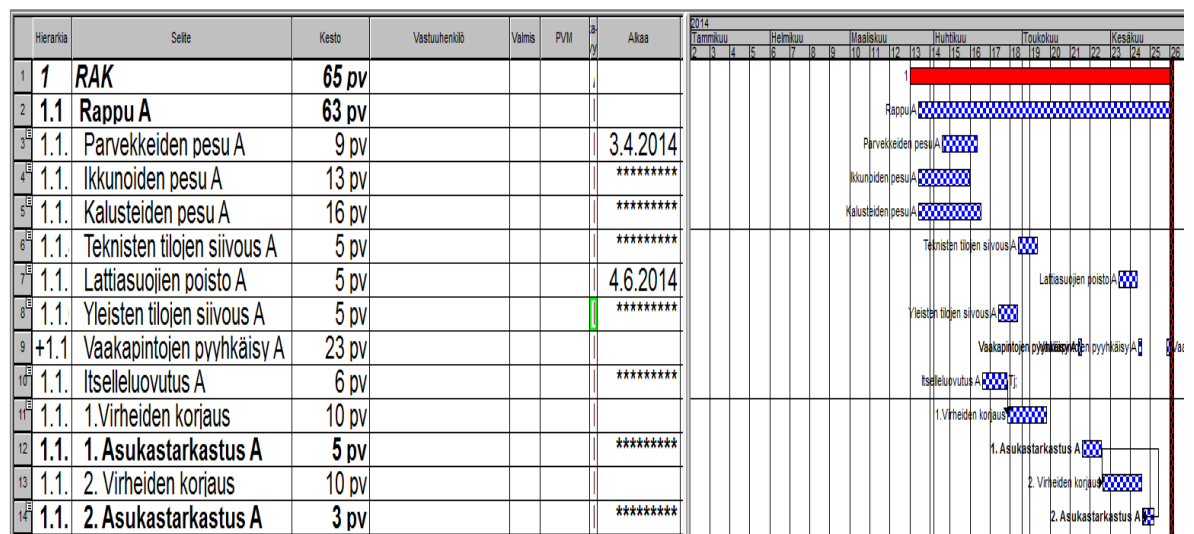 Hierarkia Selite Kesto Vastuuhenkilö Valmis PVM Alkaa
2014
Tammikuu Helmikuu Maaliskuu Huhtikuu Toukokuu Kesäkuu
2 3 4 5 6 7 8 9 10 11 12 13 14 15 16 17 18 19 20 21 22 23 24 25 26
1 1 RAK 65 pv 1
2 1.1 Rappu A 63 pv Rappu A
3 1.1. Parvekkeiden pesu A 9 pv 3.4.2014 Parvekkeiden pesu A
4 1.1. Ikkunoiden pesu A 13 pv ********* Ikkunoiden pesu A
5 1.1. Kalusteiden pesu A 16 pv ********* Kalusteiden pesu A
6 1.1. Teknisten tilojen siivous A 5 pv ********* Teknisten tilojen siivous A
7 1.1. Lattiasuojien poisto A 5 pv 4.6.2014 Lattiasuojien poisto A
8 1.1. Yleisten tilojen siivous A 5 pv ********* Yleisten tilojen siivous A
9 +1.1 Vaakapintojen pyyhkäisy A 23 pv Vaakapintojen pyyhkäisy A
10 1.1. Itselleluovutus A 6 pv ********* Itselleluovutus A Tj;
11 1.1. 1.Virheiden korjaus 10 pv 1.Virheiden korjaus
12 1.1. 1. Asukastarkastus A 5 pv ********* 1. Asukastarkastus A
13 1.1. 2. Virheiden korjaus 10 pv 2. Virheiden korjaus
14 1.1. 2. Asukastarkastus A 3 pv ********* 2. Asukastarkastus A